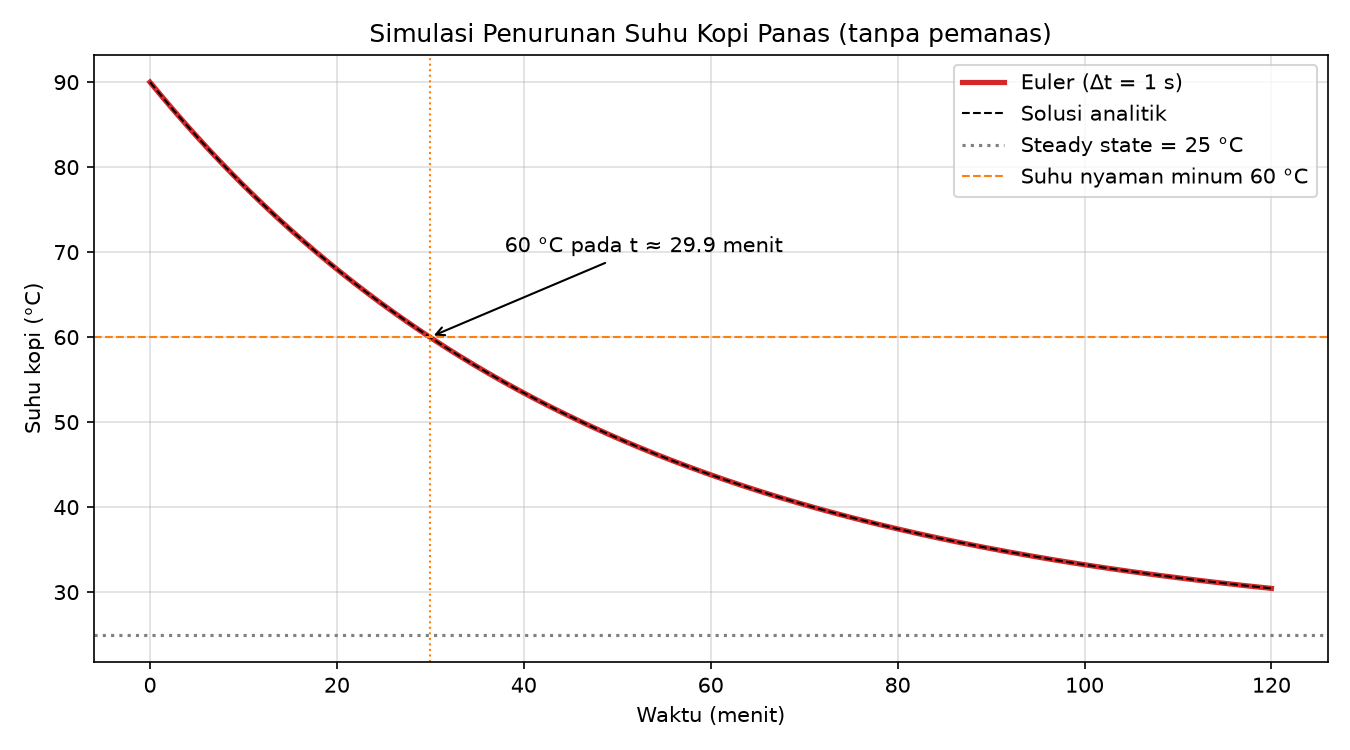 Simulasi Penurunan Suhu Kopi Panas (tanpa pemanas)
Euler (Δt = 1 s)
Solusi analitik
Steady state = 25 °C
Suhu nyaman minimum 60 °C
60 °C pada t ≈ 29.9 menit
Suhu kopi (°C)
90
80
70
60
50
40
30
0 20 40 60 80 100 120
Waktu (menit)